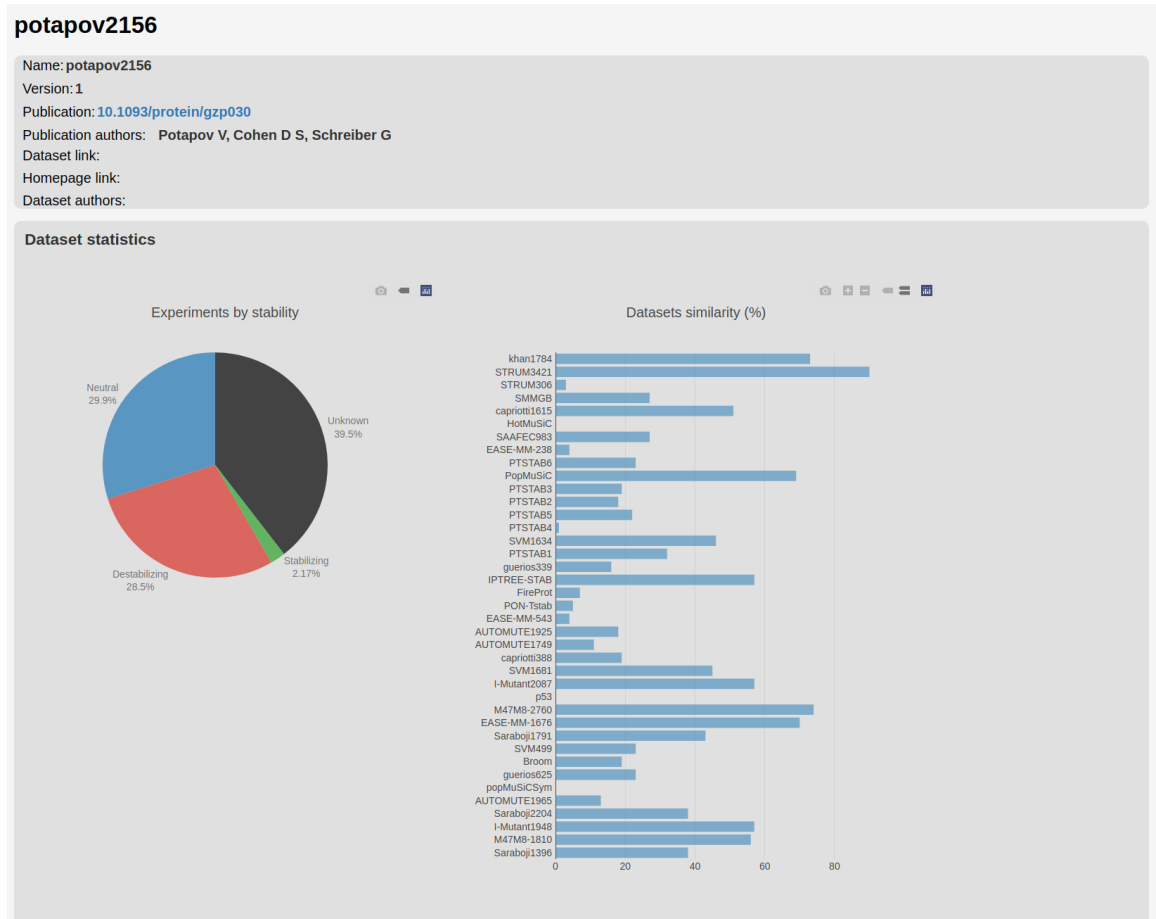 potapov2156
Name: potapov2156
Version: 1
Publication: 10.1093/protein/gzp030
Publication authors: Potapov V, Cohen D S, Schreiber G
Dataset link:
Homepage link:
Dataset authors:
Dataset statistics
Experiments by stability
Neutral
29.9%
Unknown
39.5%
Stabilizing
2.17%
Destabilizing
28.5%
Datasets similarity (%)
khan1784
STRUM3421
STRUM306
SMMGB
capriotti1615
HotMuSiC
SAAFEC983
EASE-MM-238
PTSTAB6
PopMuSiC
PTSTAB3
PTSTAB2
PTSTAB5
PTSTAB4
SVM1634
PTSTAB1
guerios339
IPTREE-STAB
FireProt
PON-Tstab
EASE-MM-543
AUTOMUTE1925
AUTOMUTE1749
capriotti388
SVM1681
I-Mutant2087
p53
M47M8-2760
EASE-MM-1676
Saraboji1791
SVM499
Broom
guerios625
popMuSiCSym
AUTOMUTE1965
Saraboji2204
I-Mutant1948
M47M8-1810
Saraboji1396
0 20 40 60 80